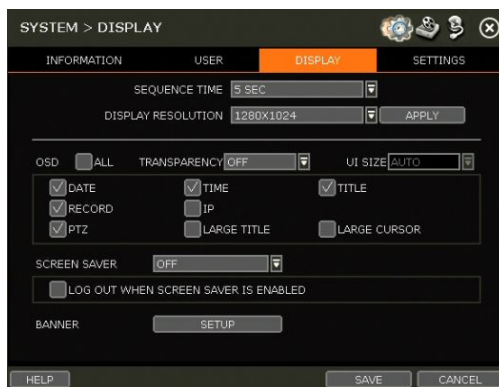 SYSTEM > DISPLAY
INFORMATION USER DISPLAY SETTINGS
SEQUENCE TIME 5 SEC
DISPLAY RESOLUTION 1280X1024 APPLY
OSD ALL TRANSPARENCY OFF UI SIZE AUTO
DATE TIME TITLE
RECORD IP
PTZ LARGE TITLE LARGE CURSOR
SCREEN SAVER OFF
LOG OUT WHEN SCREEN SAVER IS ENABLED
BANNER SETUP
HELP SAVE CANCEL